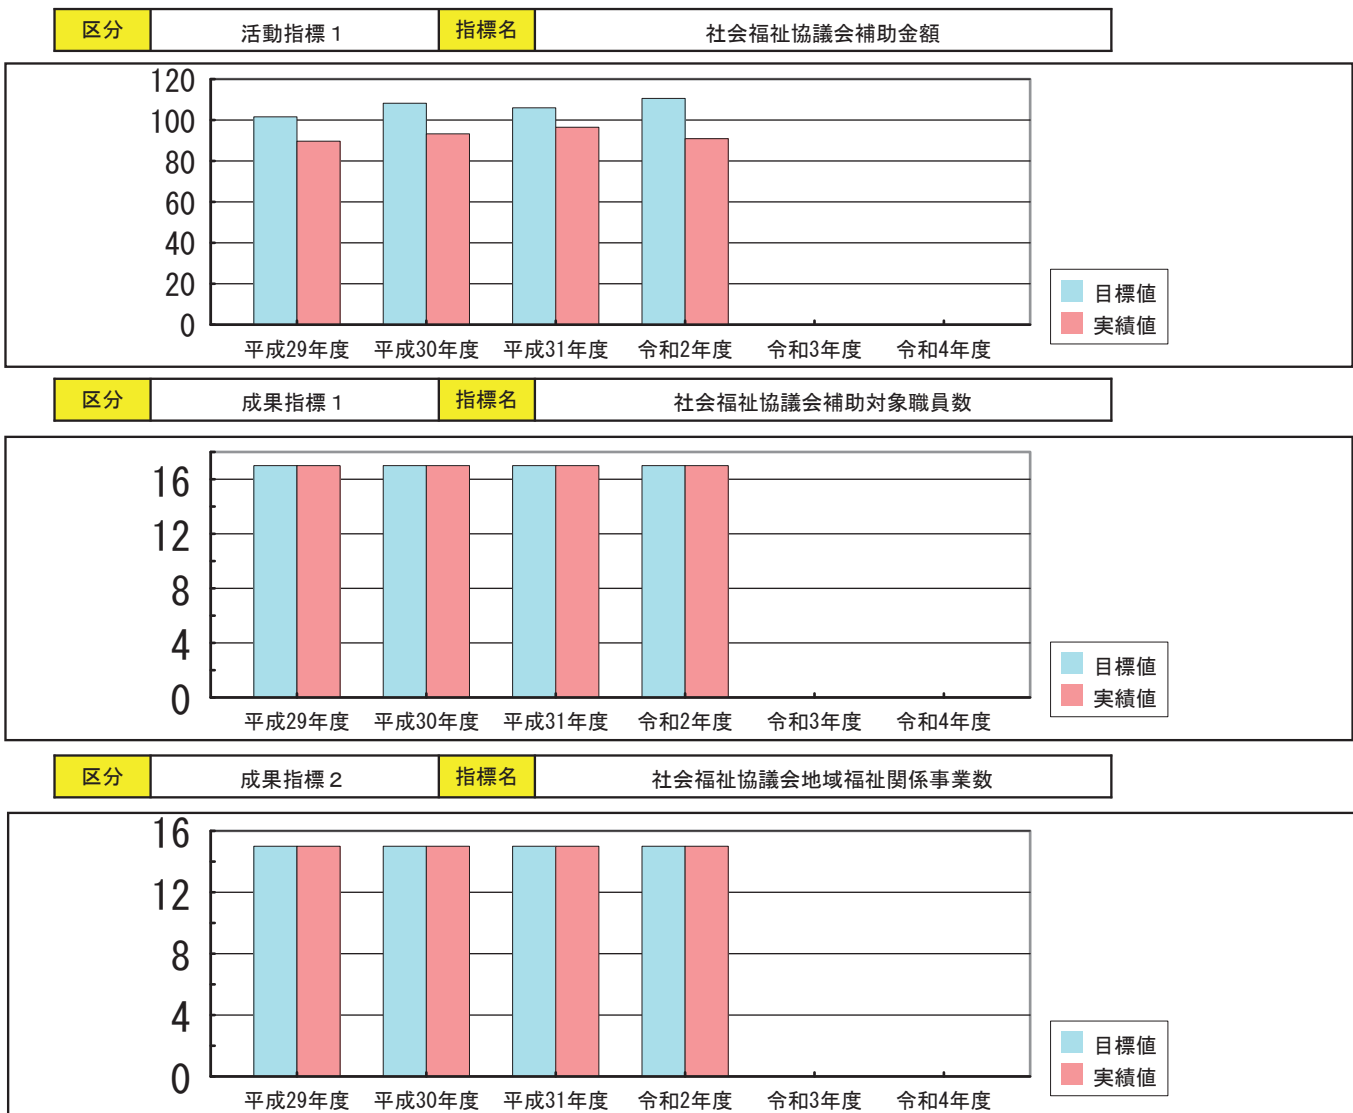 区分 活動指標１ 指標名 社会福祉協議会補助金額
120
100
80
60
40
20
0
平成29年度 平成30年度 平成31年度 令和2年度 令和3年度 令和4年度
目標値
実績値
区分 成果指標１ 指標名 社会福祉協議会補助対象職員数
16
12
8
4
0
平成29年度 平成30年度 平成31年度 令和2年度 令和3年度 令和4年度
目標値
実績値
区分 成果指標２ 指標名 社会福祉協議会地域福祉関係事業数
16
12
8
4
0
平成29年度 平成30年度 平成31年度 令和2年度 令和3年度 令和4年度
目標値
実績値